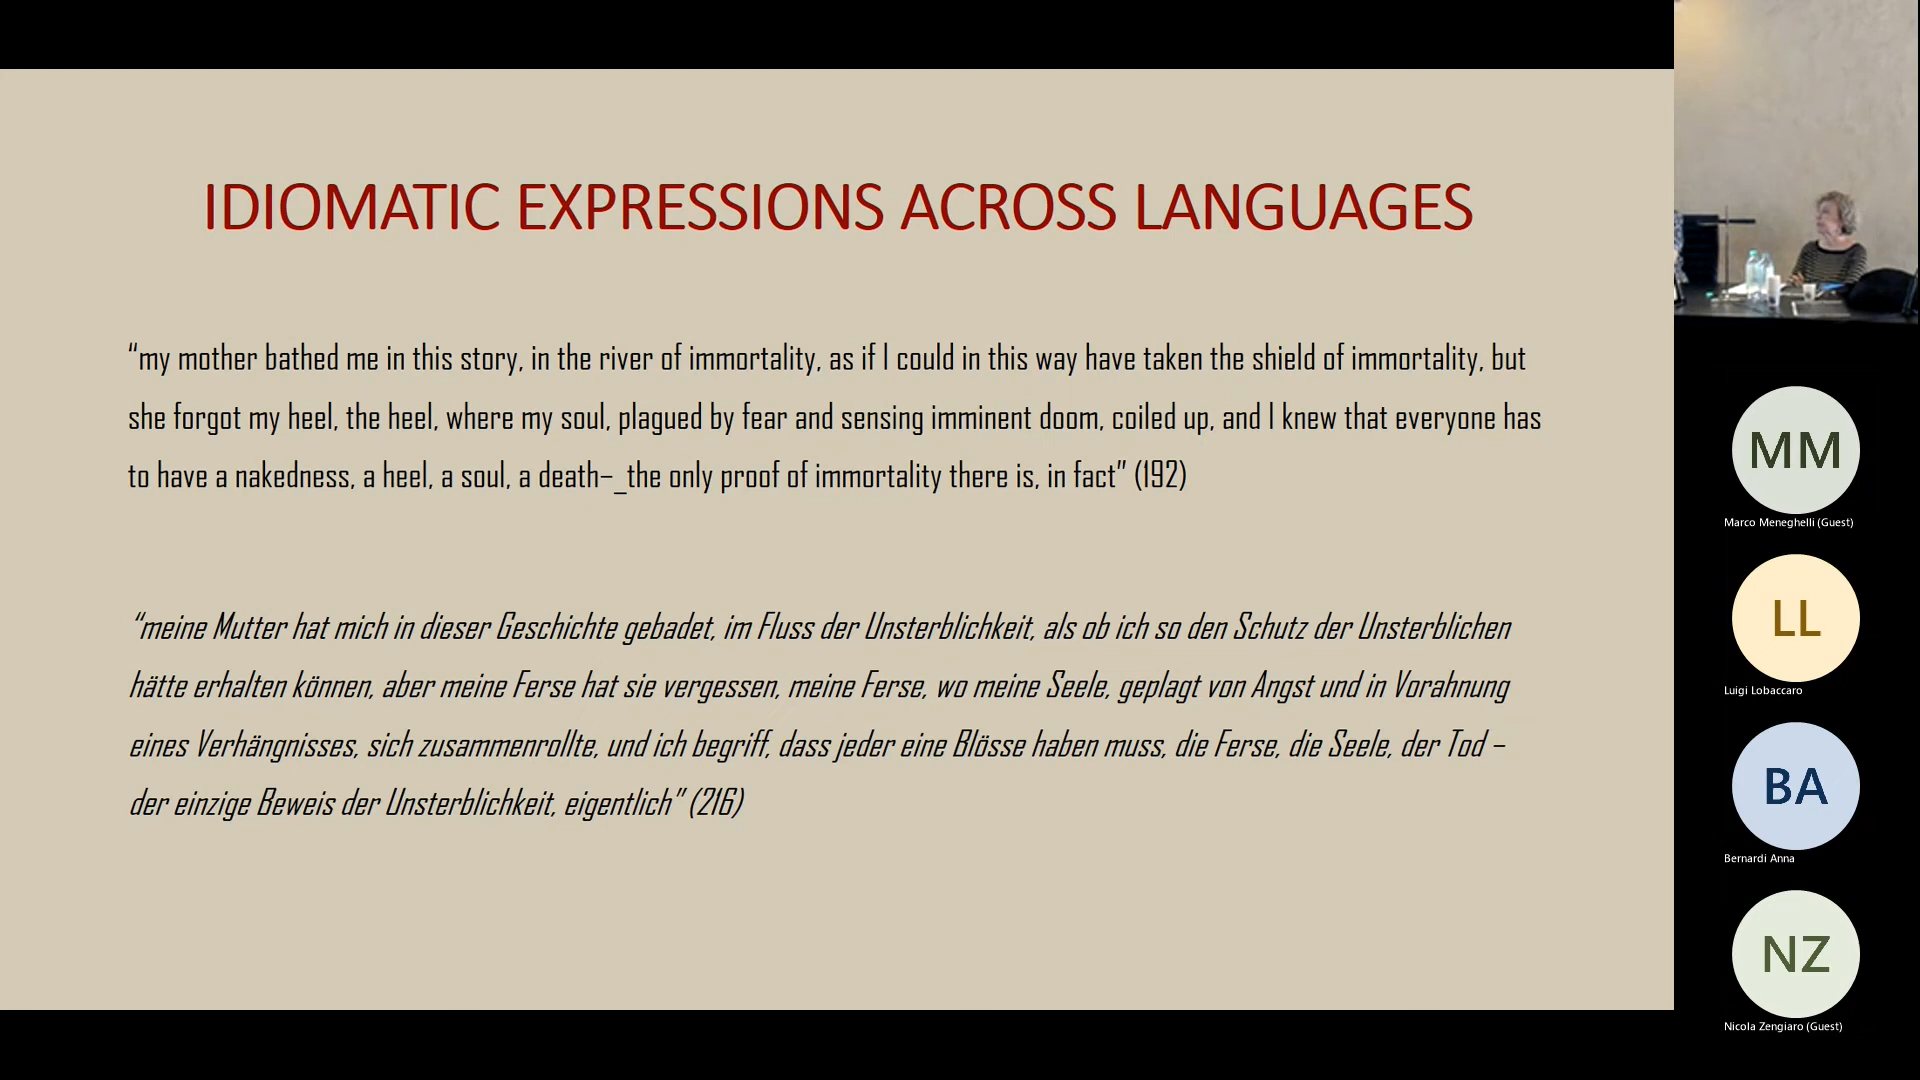 IDIOMATIC EXPRESSIONS ACROSS LANGUAGES
“my mother bathed me in this story, in the river of immortality, as if I could in this way have taken the shield of immortality, but
she forgot my heel, the heel, where my soul, plagued by fear and sensing imminent doom, coiled up, and I knew that everyone has
to have a nakedness, a heel, a soul, a death–_the only proof of immortality there is, in fact” (192)
“meine Mutter hat mich in dieser Geschichte gebadet, im Fluss der Unsterblichkeit, als ob ich so den Schutz der Unsterblichen
hätte erhalten können, aber meine Ferse hat sie vergessen, meine Ferse, wo meine Seele, geplagt von Angst und in Vorahnung
eines Verhängnisses, sich zusammenrollte, und ich begriff, dass jeder eine Blösse haben muss, die Ferse, die Seele, der Tod –
der einzige Beweis der Unsterblichkeit, eigentlich” (216)
MM
Marco Meneghelli (Guest)
LL
Luigi Lobaccaro
BA
Bernardi Anna
NZ
Nicola Zengiaro (Guest)